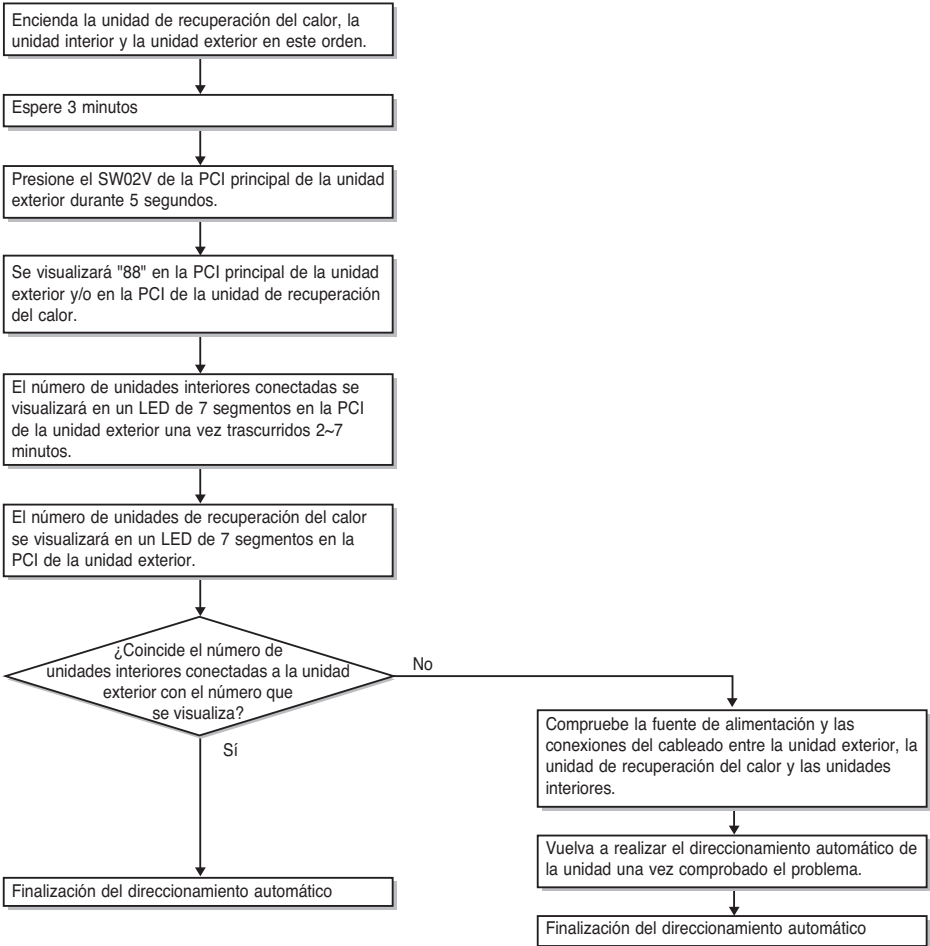 Encienda la unidad de recuperación del calor, la
unidad interior y la unidad exterior en este orden.
Espere 3 minutos
Presione el SW02V de la PCI principal de la unidad
exterior durante 5 segundos.
Se visualizará "88" en la PCI principal de la unidad
exterior y/o en la PCI de la unidad de recuperación
del calor.
El número de unidades interiores conectadas se
visualizará en un LED de 7 segmentos en la PCI
de la unidad exterior una vez trascurridos 2~7
minutos.
El número de unidades de recuperación del calor
se visualizará en un LED de 7 segmentos en la
PCI de la unidad exterior.
¿Coincide el número de
unidades interiores conectadas a la unidad
exterior con el número que
se visualiza?
No
Sí
Compruebe la fuente de alimentación y las
conexiones del cableado entre la unidad exterior, la
unidad de recuperación del calor y las unidades
interiores.
Vuelva a realizar el direccionamiento automático de
la unidad una vez comprobado el problema.
Finalización del direccionamiento automático
Finalización del direccionamiento automático